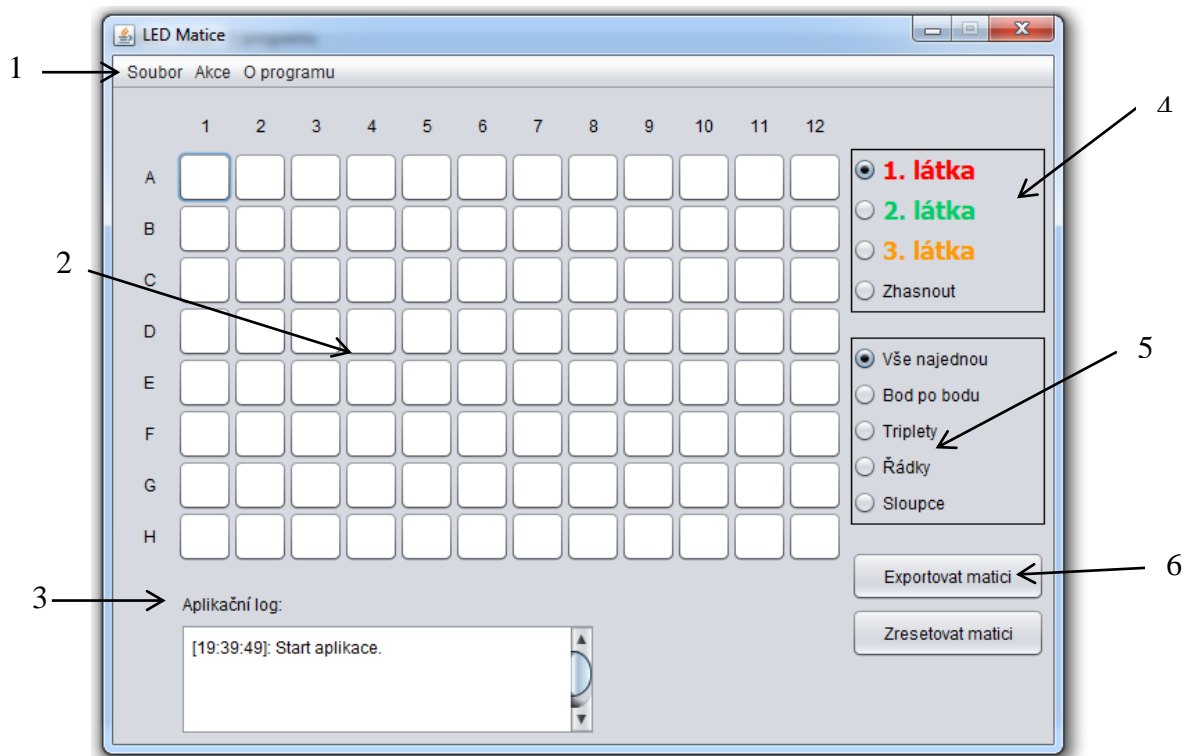 LED Matice
1
Soubor Akce O programu
1 2 3 4 5 6 7 8 9 10 11 12
4
A
1. látka
B
2. látka
2
3. látka
C
Zhasnout
D
5
Vše najednou
E
Bod po bodu
F
Triplety
Řádky
G
Sloupce
H
6
Exportovat matici
3
Aplikační log:
Zresetovat matici
[19:39:49]: Start aplikace.